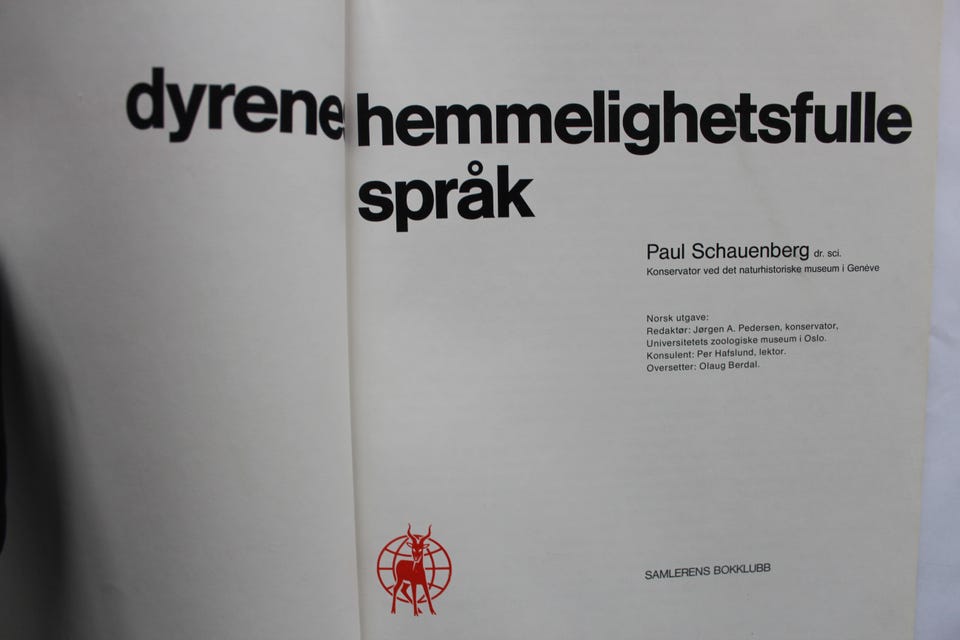 dyrenes hemmelighetsfulle
språk
Paul Schauenberg dr. sci.
Konservator ved det naturhistoriske museum i Genéve
Norsk utgave:
Redaktør: Jørgen A. Pedersen, konservator,
Universitetets zoologiske museum i Oslo.
Konsulent: Per Hafslund, lektor.
Oversetter: Olaug Berdal.
SAMLERENS BOKKLUBB